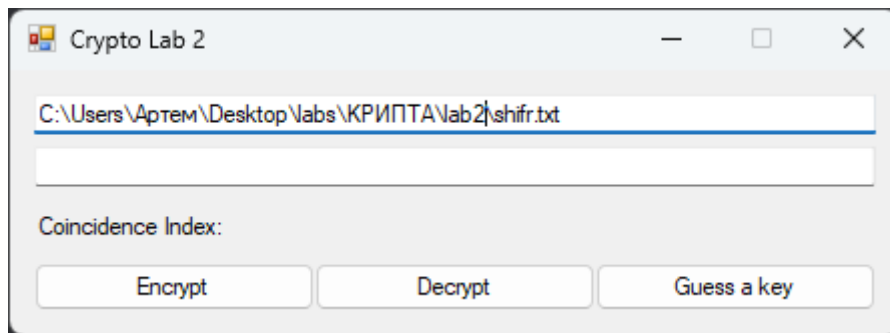 Crypto Lab 2
C:\Users\Артем\Desktop\labs\КРИПТА\lab2\shifr.txt
Coincidence Index:
Encrypt Decrypt Guess a key